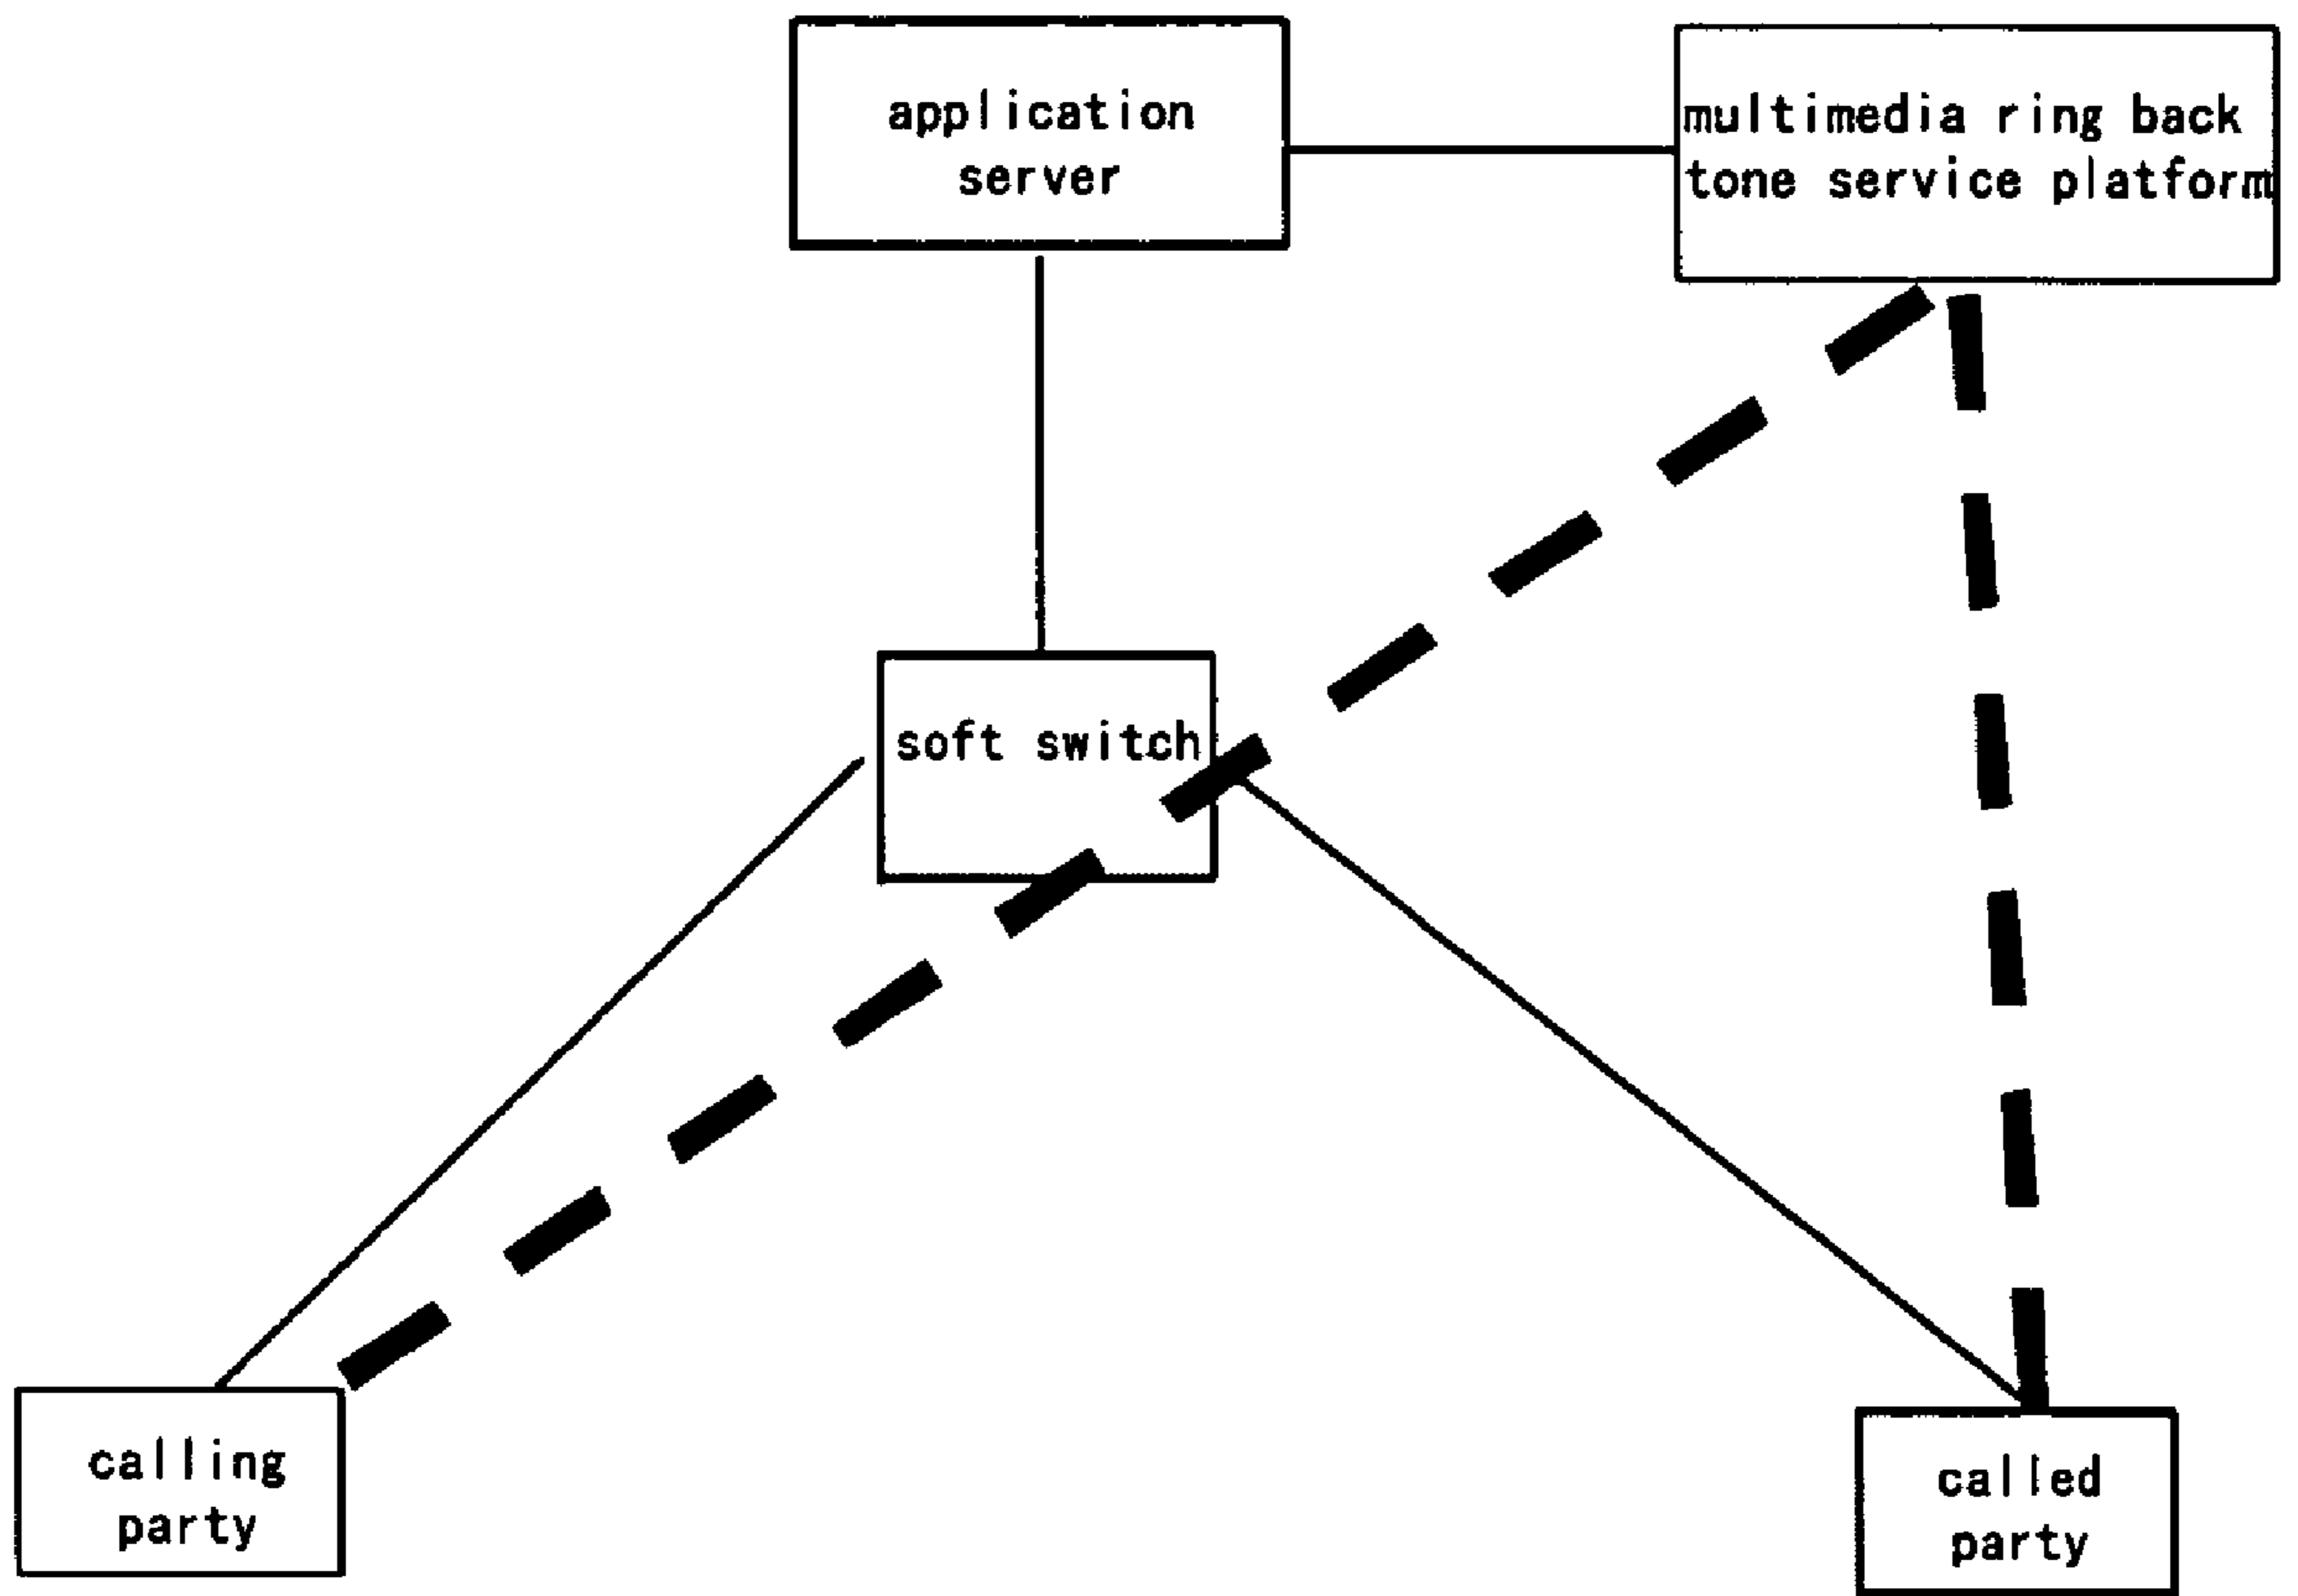 application
server
multimedia ring back
tone service platform
soft switch
calling
party
called
party